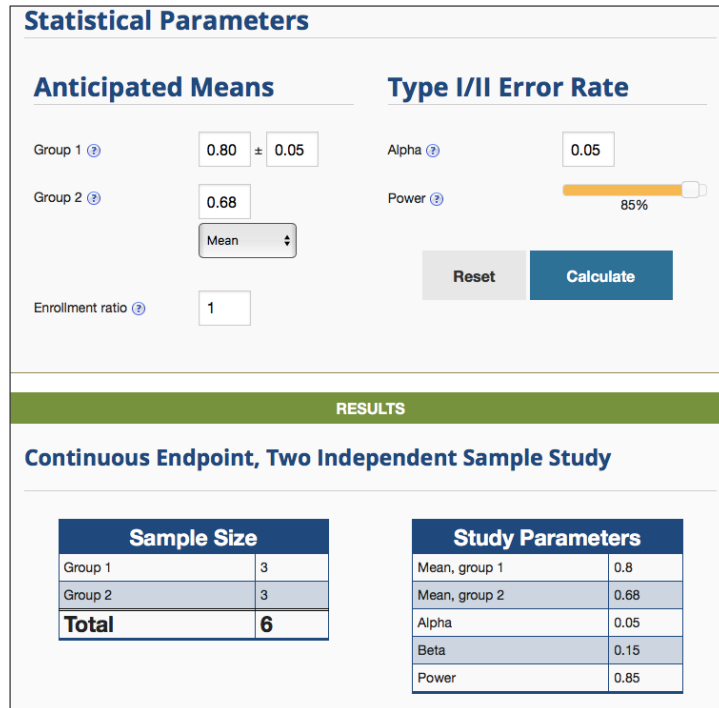 Statistical Parameters
Anticipated Means
Group 1 ? 0.80 ± 0.05
Group 2 ? 0.68
Mean
Enrollment ratio ? 1
Type I/II Error Rate
Alpha ? 0.05
Power ?
85%
Reset Calculate
RESULTS
Continuous Endpoint, Two Independent Sample Study
Sample Size
Group 1 3
Group 2 3
Total 6
Study Parameters
Mean, group 1 0.8
Mean, group 2 0.68
Alpha 0.05
Beta 0.15
Power 0.85